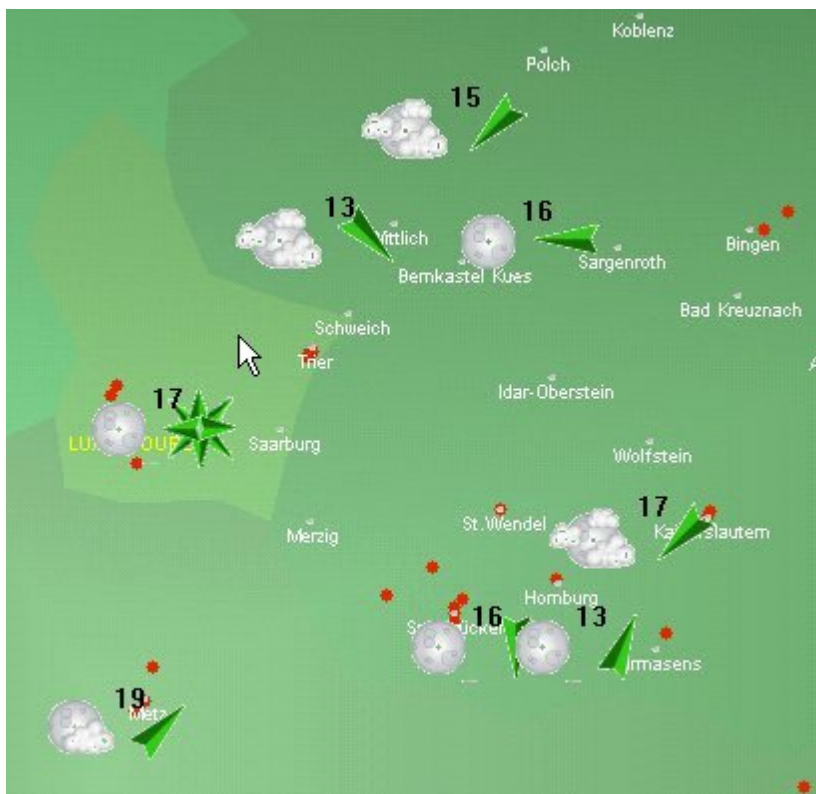 Koblenz
Polch
15
13
16
Wittlich
Bingen
Sargenroth
Bernkastel Kues
Bad Kreuznach
Schweich
Trier
Idar-Oberstein
17
Saarburg
Wolfstein
17
St.Wendel
Merzig
Homburg
16
13
19
Metz